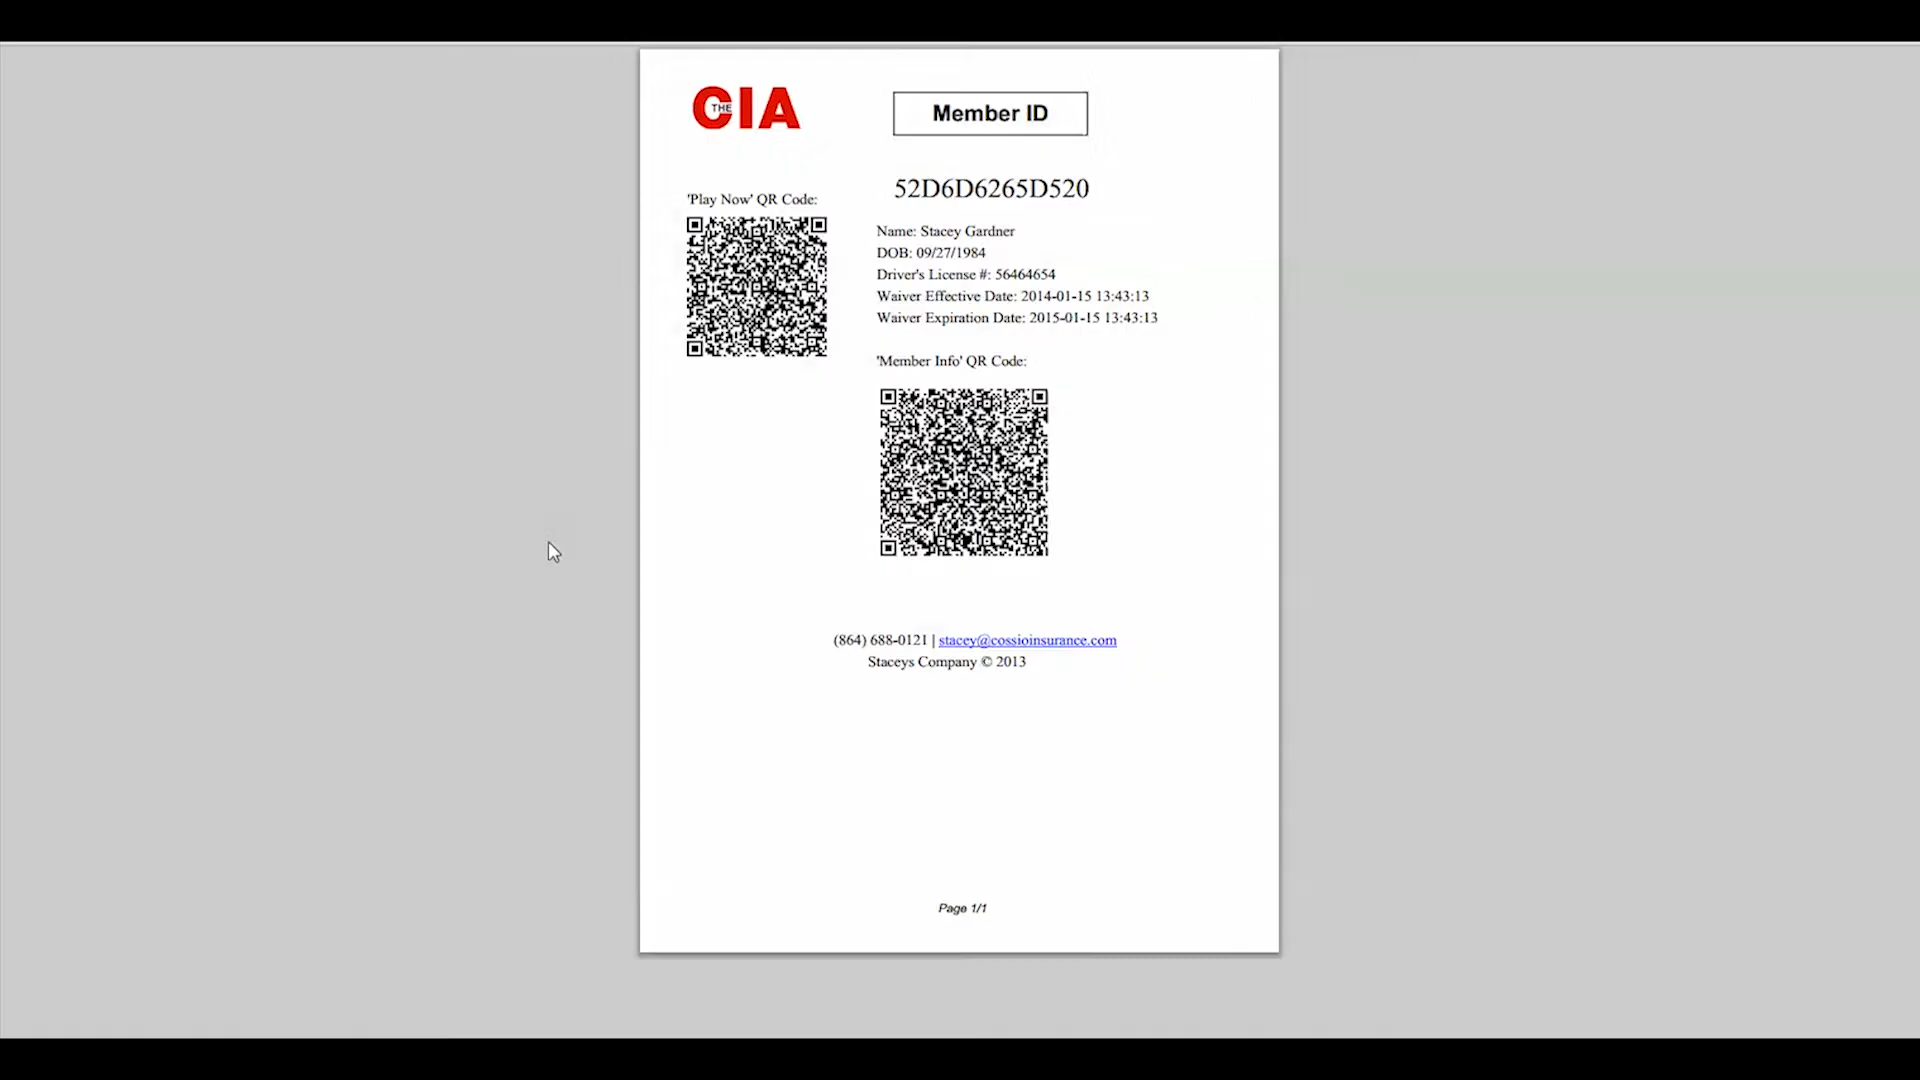 THE CIA
Member ID
52D6D6265D520
'Play Now' QR Code:
Name: Stacey Gardner
DOB: 09/27/1984
Driver's License #: 56464654
Waiver Effective Date: 2014-01-15 13:43:13
Waiver Expiration Date: 2015-01-15 13:43:13
'Member Info' QR Code:
(864) 688-0121 | stacey@cossioinsurance.com
Staceys Company © 2013
Page 1/1